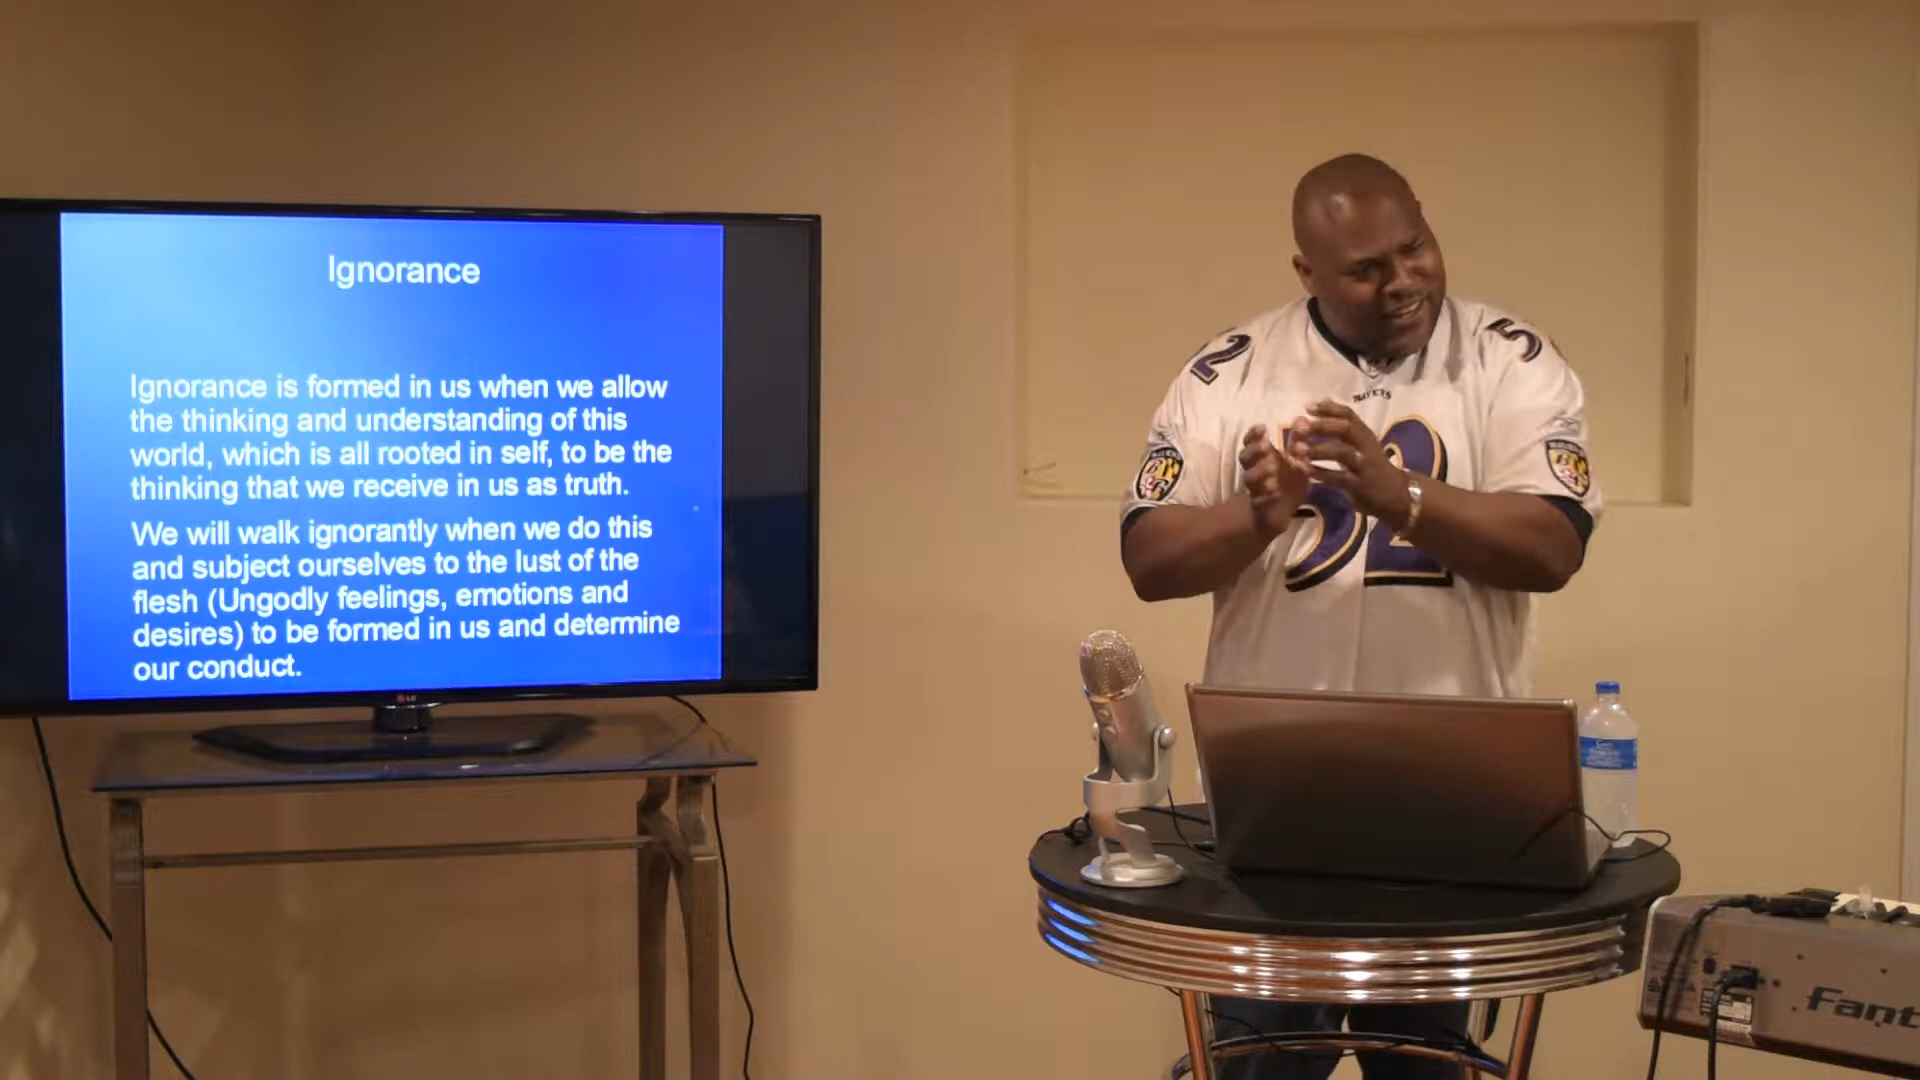 Ignorance
Ignorance is formed in us when we allow
the thinking and understanding of this
world, which is all rooted in self, to be the
thinking that we receive in us as truth.
We will walk ignorantly when we do this
and subject ourselves to the lust of the
flesh (Ungodly feelings, emotions and
desires) to be formed in us and determine
our conduct.
LG
2
5
RAVENS
52
Fant